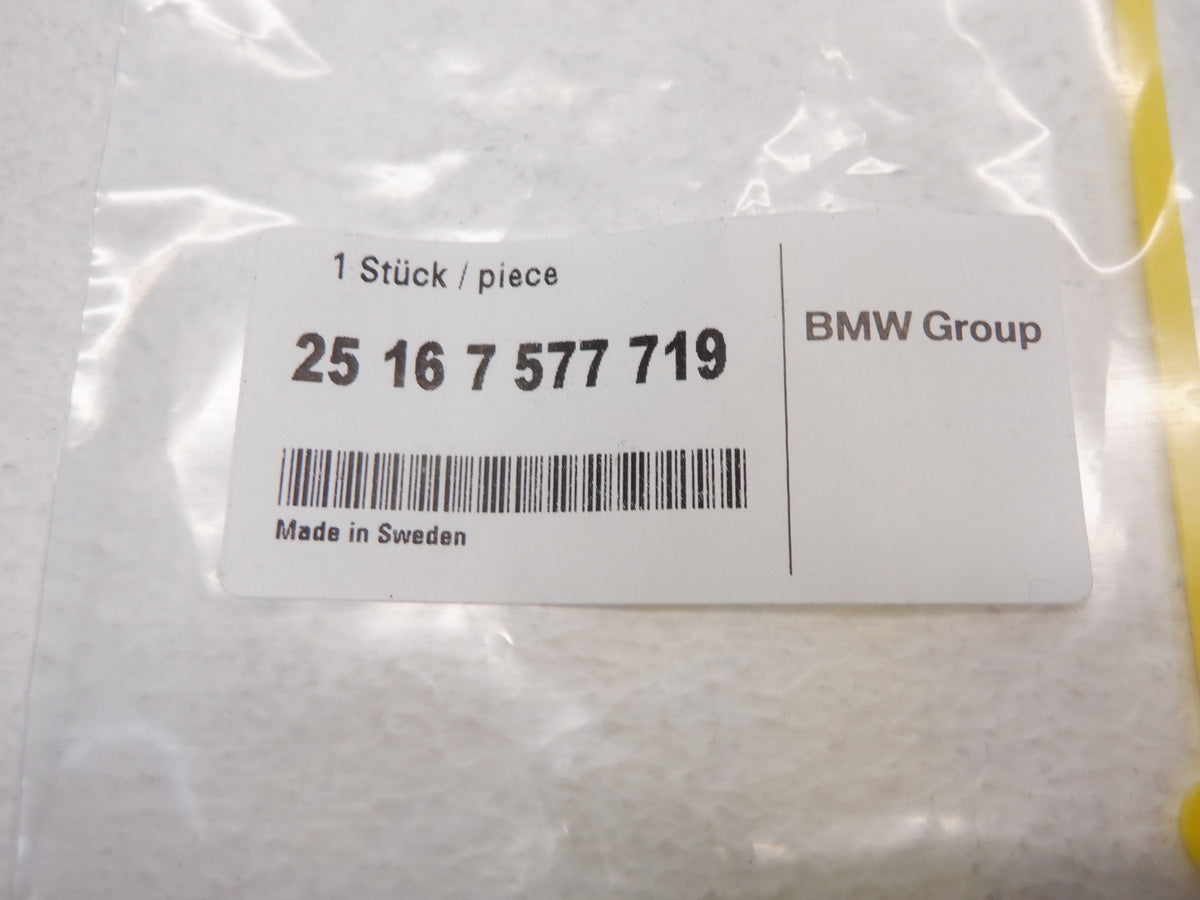 1 Stück / piece
25 16 7 577 719
BMW Group
Made in Sweden